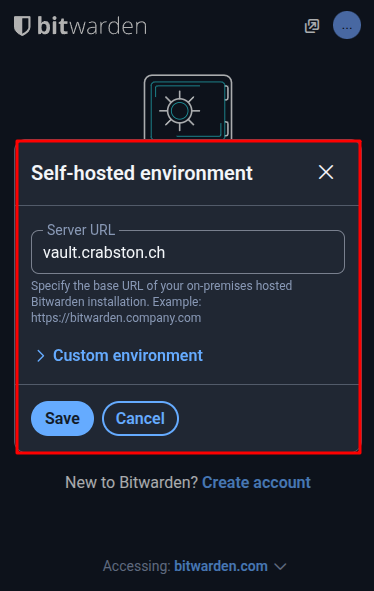 bitwarden
...
Self-hosted environment
Server URL
vault.crabston.ch
Specify the base URL of your on-premises hosted
Bitwarden installation. Example:
https://bitwarden.company.com
Custom environment
Save Cancel
New to Bitwarden? Create account
Accessing: bitwarden.com